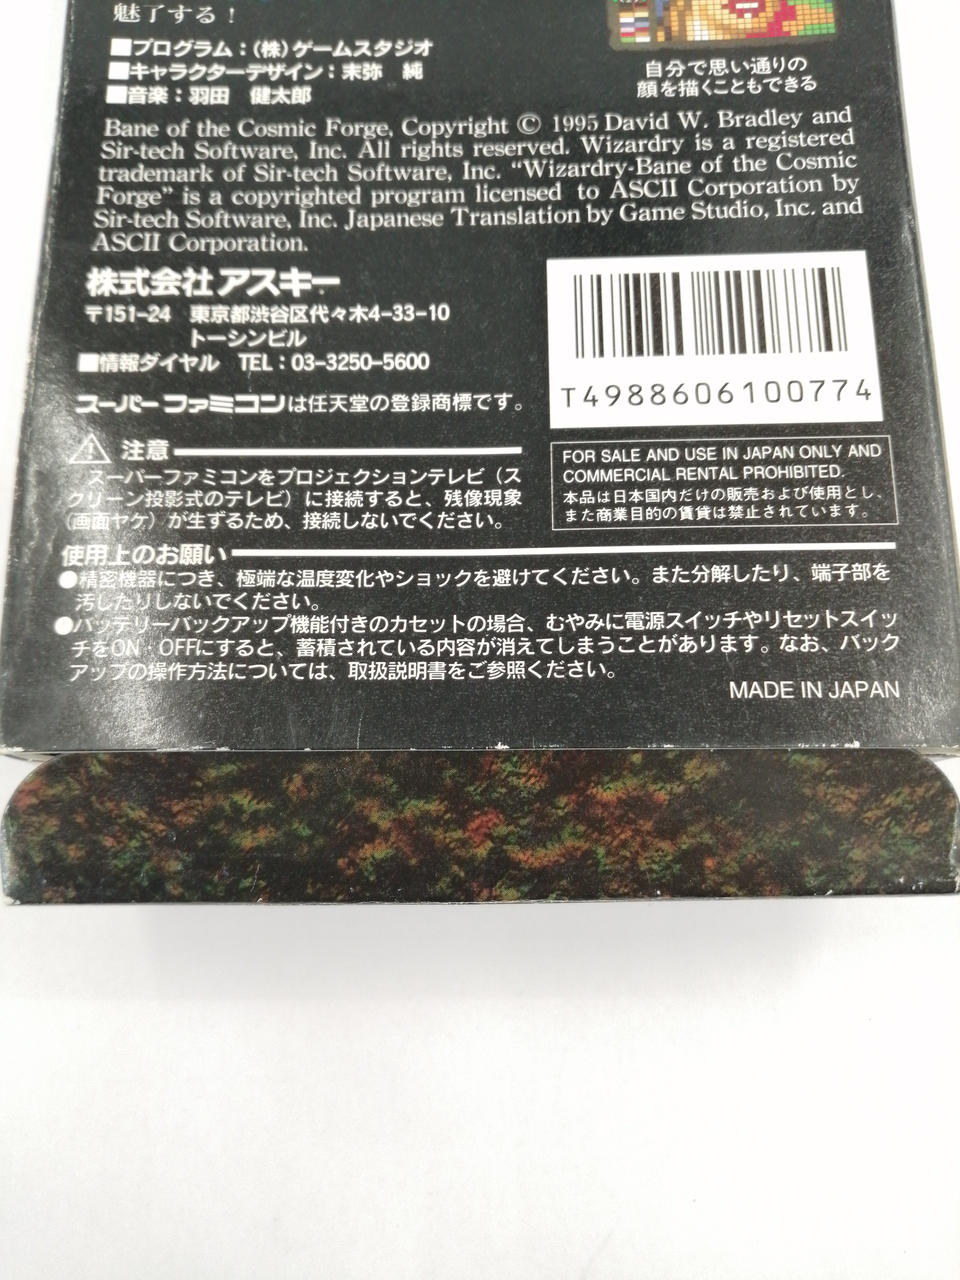 魅了する！
■プログラム：(株)ゲームスタジオ
■キャラクターデザイン：末弥　純
■音楽：羽田　健太郎
自分で思い通りの
顔を描くこともできる
Bane of the Cosmic Forge, Copyright © 1995 David W. Bradley and
Sir-tech Software, Inc. All rights reserved. Wizardry is a registered
trademark of Sir-tech Software, Inc. “Wizardry-Bane of the Cosmic
Forge” is a copyrighted program licensed to ASCII Corporation by
Sir-tech Software, Inc. Japanese Translation by Game Studio, Inc. and
ASCII Corporation.
株式会社アスキー
〒151-24　東京都渋谷区代々木4-33-10
トーシンビル
■情報ダイヤル　TEL：03-3250-5600
スーパーファミコンは任天堂の登録商標です。
T4988606100774
FOR SALE AND USE IN JAPAN ONLY AND
COMMERCIAL RENTAL PROHIBITED.
本品は日本国内だけの販売および使用とし、
また商業目的の賃貸は禁止されています。
注意
スーパーファミコンをプロジェクションテレビ（ス
クリーン投影式のテレビ）に接続すると、残像現象
（画面ヤケ）が生ずるため、接続しないでください。
使用上のお願い
●精密機器につき、極端な温度変化やショックを避けてください。また分解したり、端子部を
汚したりしないでください。
●バッテリーバックアップ機能付きのカセットの場合、むやみに電源スイッチやリセットスイッ
チをON・OFFにすると、蓄積されている内容が消えてしまうことがあります。なお、バック
アップの操作方法については、取扱説明書をご参照ください。
MADE IN JAPAN